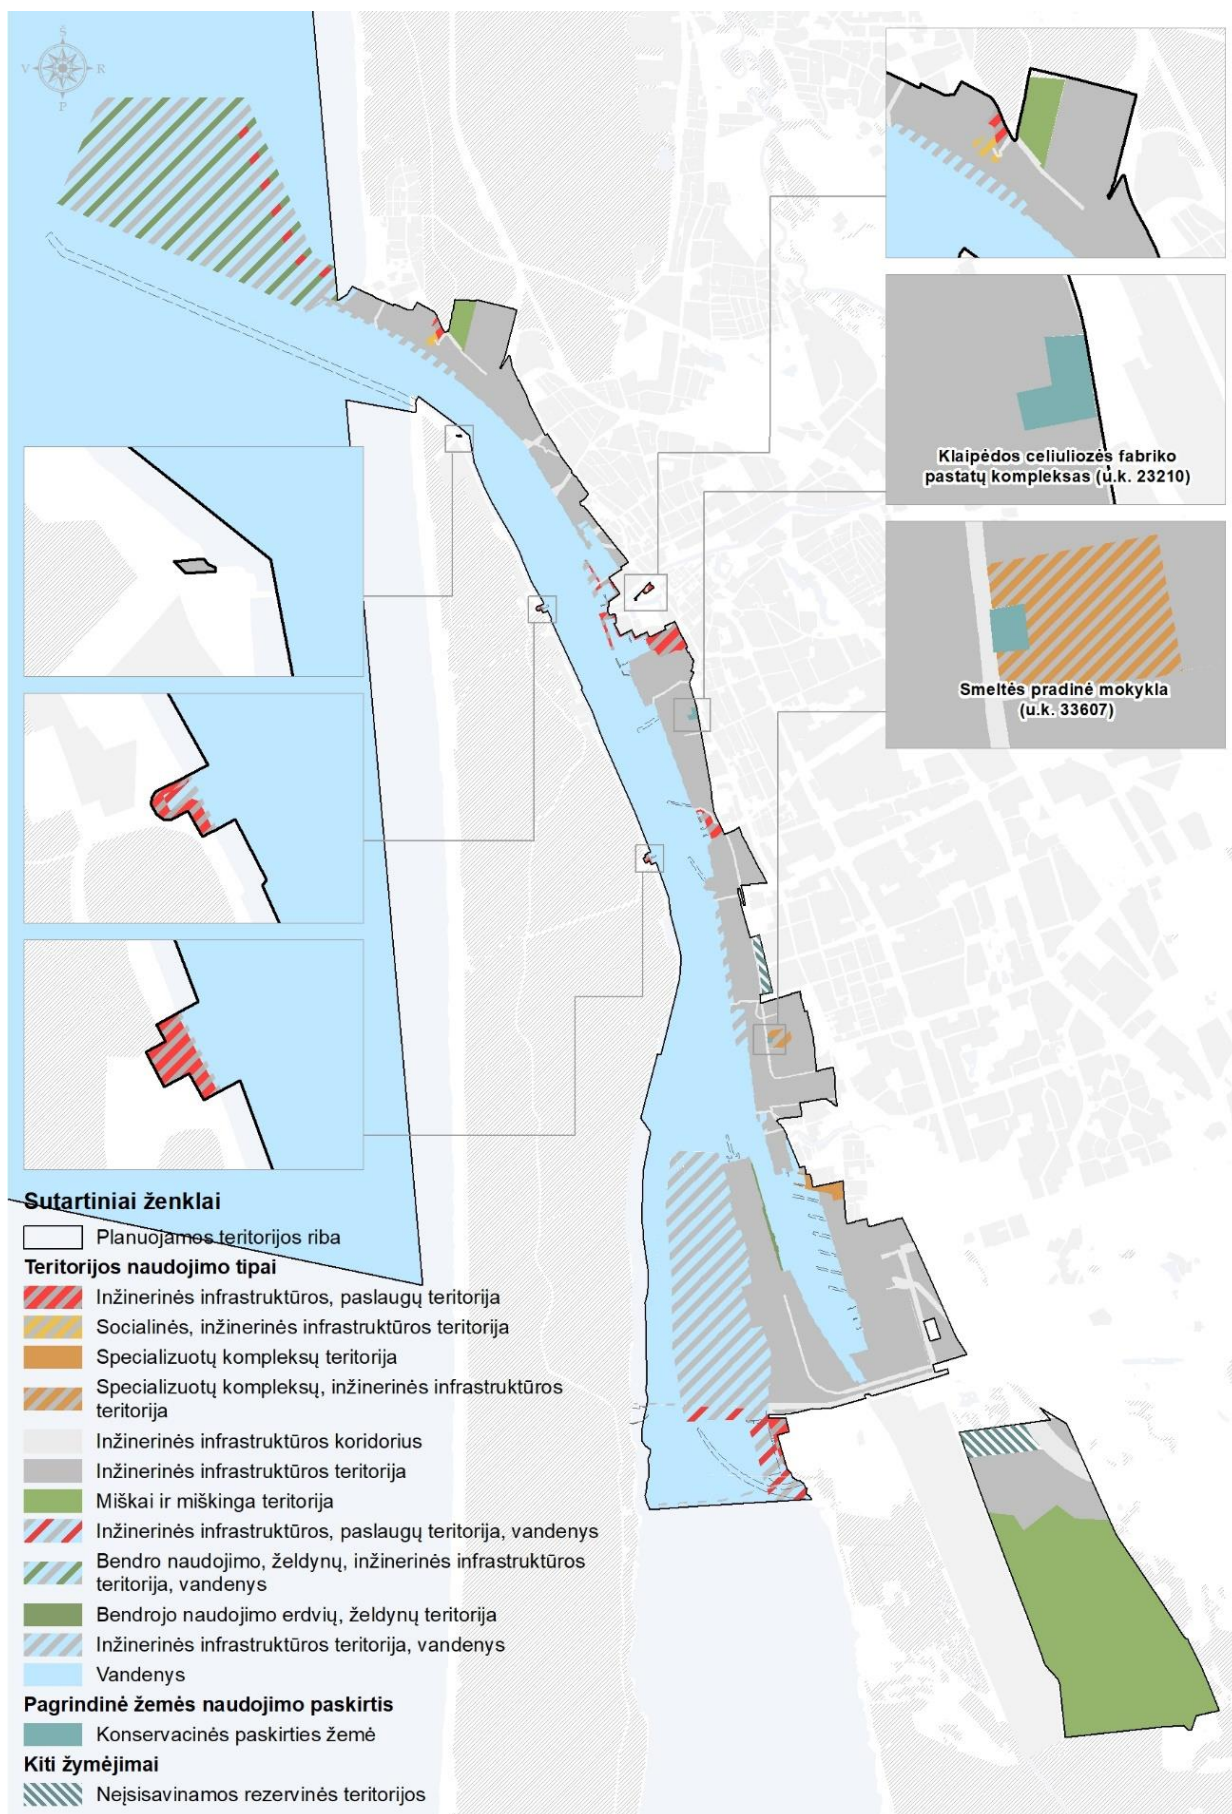 Š
V
R
P
Klaipėdos celiuliozės fabriko
pastatų kompleksas (u.k. 23210)
Smeltės pradinė mokykla
(u.k. 33607)
Sutartiniai ženklai
Planuojamos teritorijos riba
Teritorijos naudojimo tipai
Inžinerinės infrastruktūros, paslaugų teritorija
Socialinės, inžinerinės infrastruktūros teritorija
Specializuotų kompleksų teritorija
Specializuotų kompleksų, inžinerinės infrastruktūros
teritorija
Inžinerinės infrastruktūros koridorius
Inžinerinės infrastruktūros teritorija
Miškai ir miškinga teritorija
Inžinerinės infrastruktūros, paslaugų teritorija, vandenys
Bendro naudojimo, želdynų, inžinerinės infrastruktūros
teritorija, vandenys
Bendrojo naudojimo erdvių, želdynų teritorija
Inžinerinės infrastruktūros teritorija, vandenys
Vandenys
Pagrindinė žemės naudojimo paskirtis
Konservacinės paskirties žemė
Kiti žymėjimai
Neįsisavinamos rezervinės teritorijos